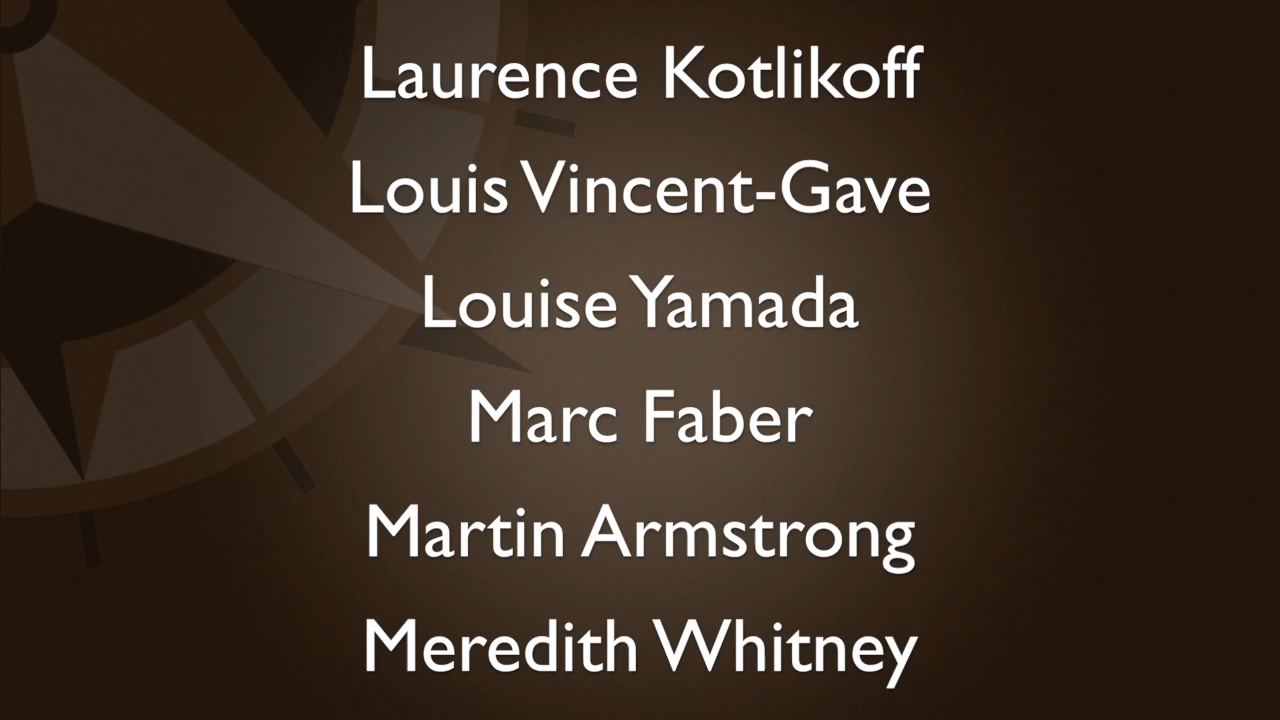 Laurence Kotlikoff
Louis Vincent-Gave
Louise Yamada
Marc Faber
Martin Armstrong
Meredith Whitney